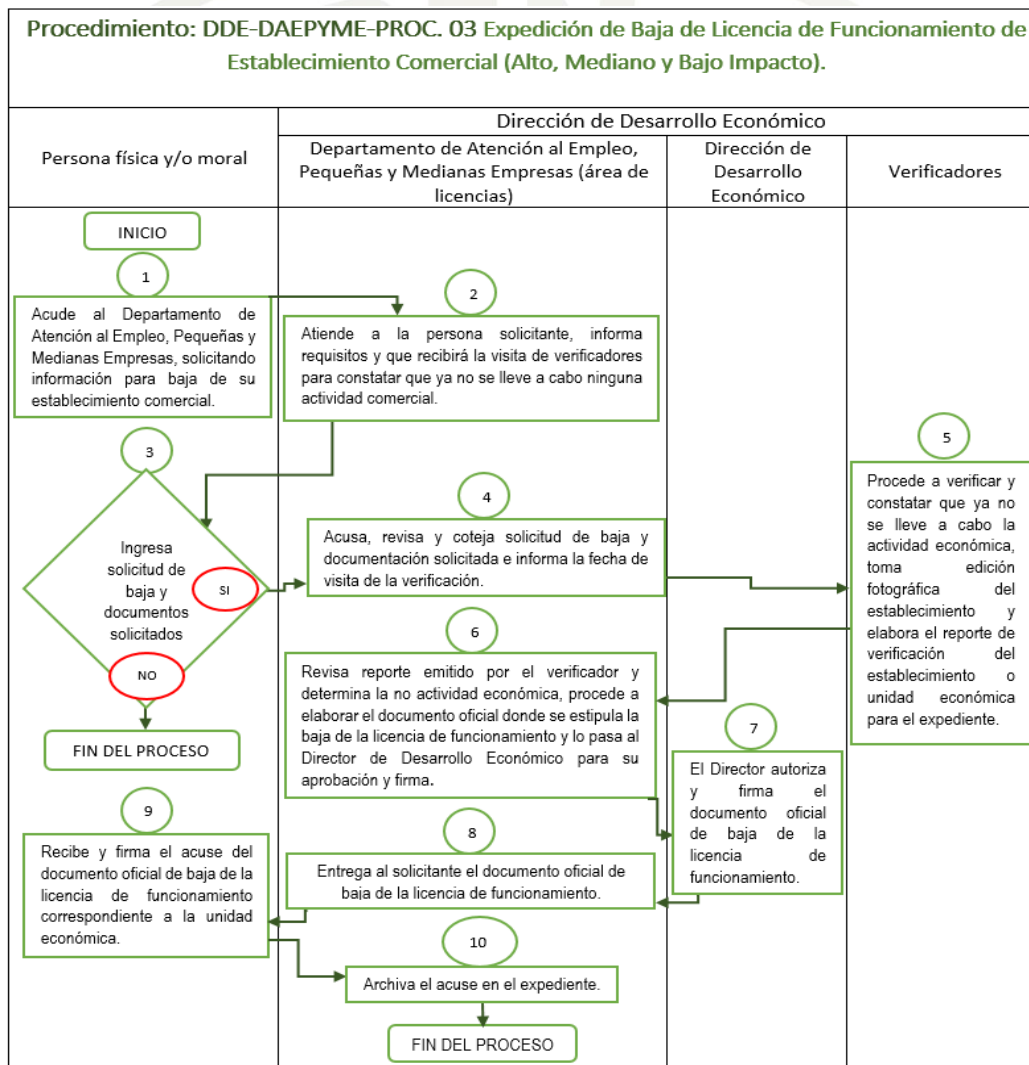 Procedimiento: DDE-DAEPYME-PROC. 03 Expedición de Baja de Licencia de Funcionamiento de
Establecimiento Comercial (Alto, Mediano y Bajo Impacto).
Persona física y/o moral
Dirección de Desarrollo Económico
Departamento de Atención al Empleo,
Pequeñas y Medianas Empresas (área de
licencias)
Dirección de
Desarrollo
Económico
Verificadores
INICIO
1
Acude al Departamento de
Atención al Empleo, Pequeñas y
Medianas Empresas, solicitando
información para baja de su
establecimiento comercial.
2
Atiende a la persona solicitante, informa
requisitos y que recibirá la visita de verificadores
para constatar que ya no se lleve a cabo ninguna
actividad comercial.
3
Ingresa
solicitud de
baja y
documentos
solicitados
SI
NO
FIN DEL PROCESO
4
Acusa, revisa y coteja solicitud de baja y
documentación solicitada e informa la fecha de
visita de la verificación.
5
Procede a verificar y
constatar que ya no
se lleve a cabo la
actividad económica,
toma edición
fotográfica del
establecimiento y
elabora el reporte de
verificación del
establecimiento o
unidad económica
para el expediente.
6
Revisa reporte emitido por el verificador y
determina la no actividad económica, procede a
elaborar el documento oficial donde se estipula la
baja de la licencia de funcionamiento y lo pasa al
Director de Desarrollo Económico para su
aprobación y firma.
7
El Director autoriza
y firma el
documento oficial
de baja de la
licencia de
funcionamiento.
8
Entrega al solicitante el documento oficial de
baja de la licencia de funcionamiento.
9
Recibe y firma el acuse del
documento oficial de baja de la
licencia de funcionamiento
correspondiente a la unidad
económica.
10
Archiva el acuse en el expediente.
FIN DEL PROCESO